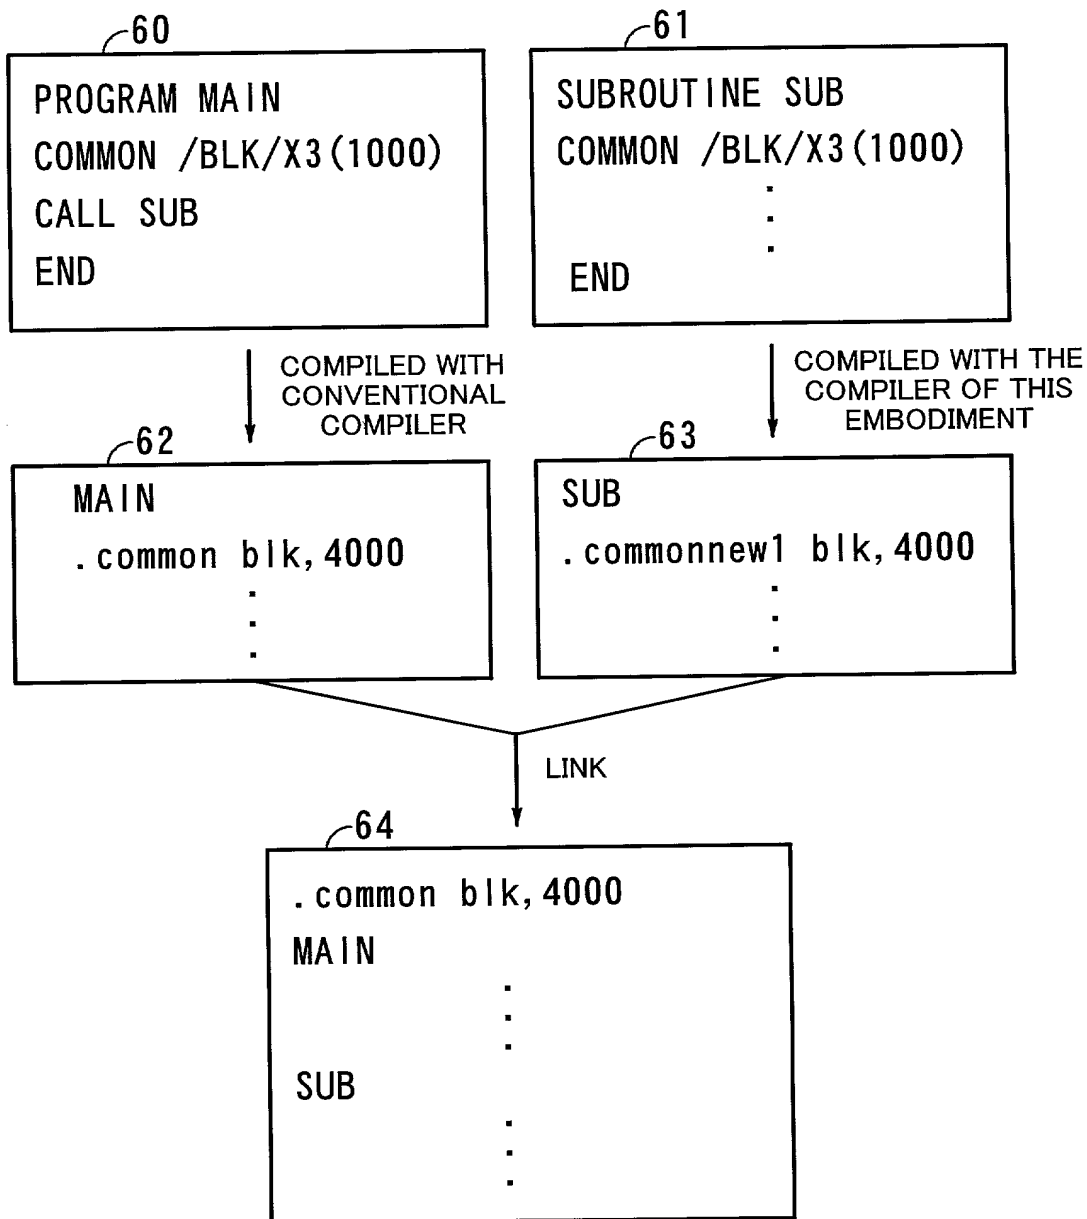 60
PROGRAM MAIN
COMMON /BLK/X3(1000)
CALL SUB
END
61
SUBROUTINE SUB
COMMON /BLK/X3(1000)
.
.
.
END
COMPILED WITH
CONVENTIONAL
COMPILER
COMPILED WITH THE
COMPILER OF THIS
EMBODIMENT
62
MAIN
.common blk,4000
.
.
.
63
SUB
.commonnew1 blk,4000
.
.
.
LINK
64
.common blk,4000
MAIN
.
.
.
SUB
.
.
.